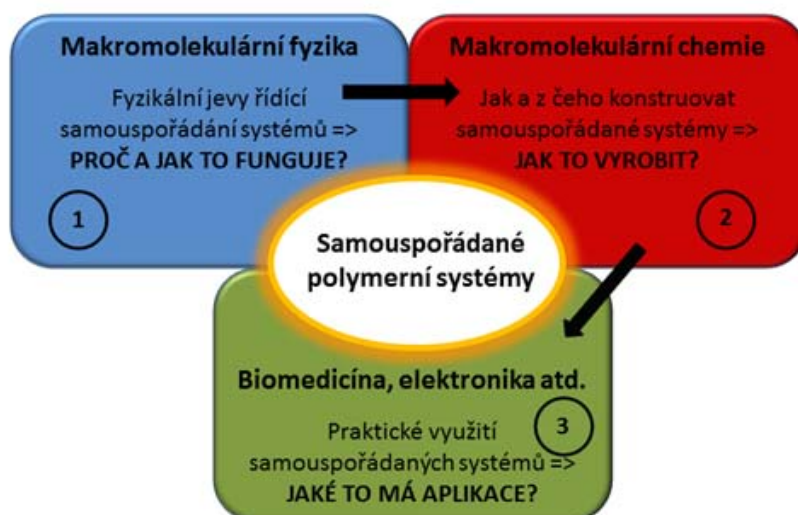 Makromolekulární fyzika
Fyzikální jevy řídící
samouspořádání systémů =>
PROČ A JAK TO FUNGUJE?
1
Makromolekulární chemie
Jak a z čeho konstruovat
samouspořádané systémy =>
JAK TO VYROBIT?
2
Samouspořádané
polymerní systémy
Biomedicína, elektronika atd.
3
Praktické využití
samouspořádaných systémů =>
JAKÉ TO MÁ APLIKACE?